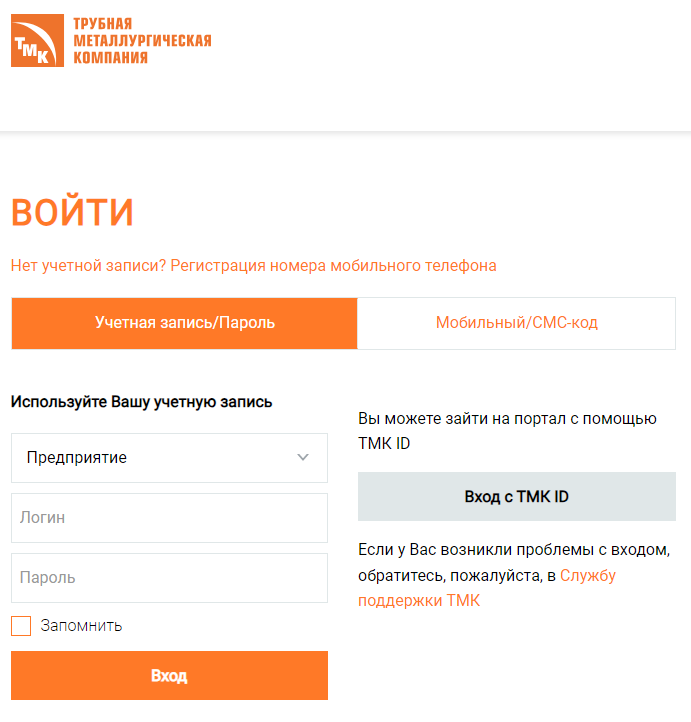 ТМК
ТРУБНАЯ
МЕТАЛЛУРГИЧЕСКАЯ
КОМПАНИЯ
ВОЙТИ
Нет учетной записи? Регистрация номера мобильного телефона
Учетная запись/Пароль
Мобильный/СМС-код
Используйте Вашу учетную запись
Предприятие
Логин
Пароль
Запомнить
Вход
Вы можете зайти на портал с помощью
ТМК ID
Вход с ТМК ID
Если у Вас возникли проблемы с входом,
обратитесь, пожалуйста, в Службу
поддержки ТМК